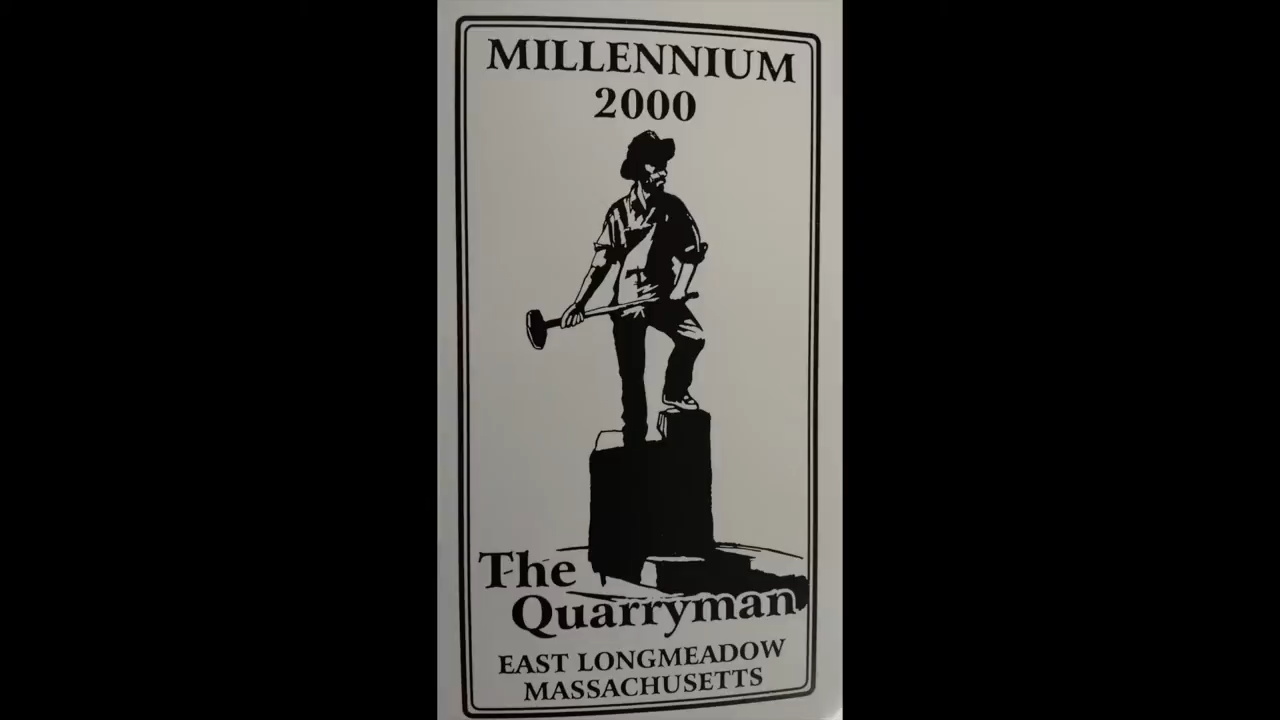 MILLENNIUM
2000
The
Quarryman
EAST LONGMEADOW
MASSACHUSETTS